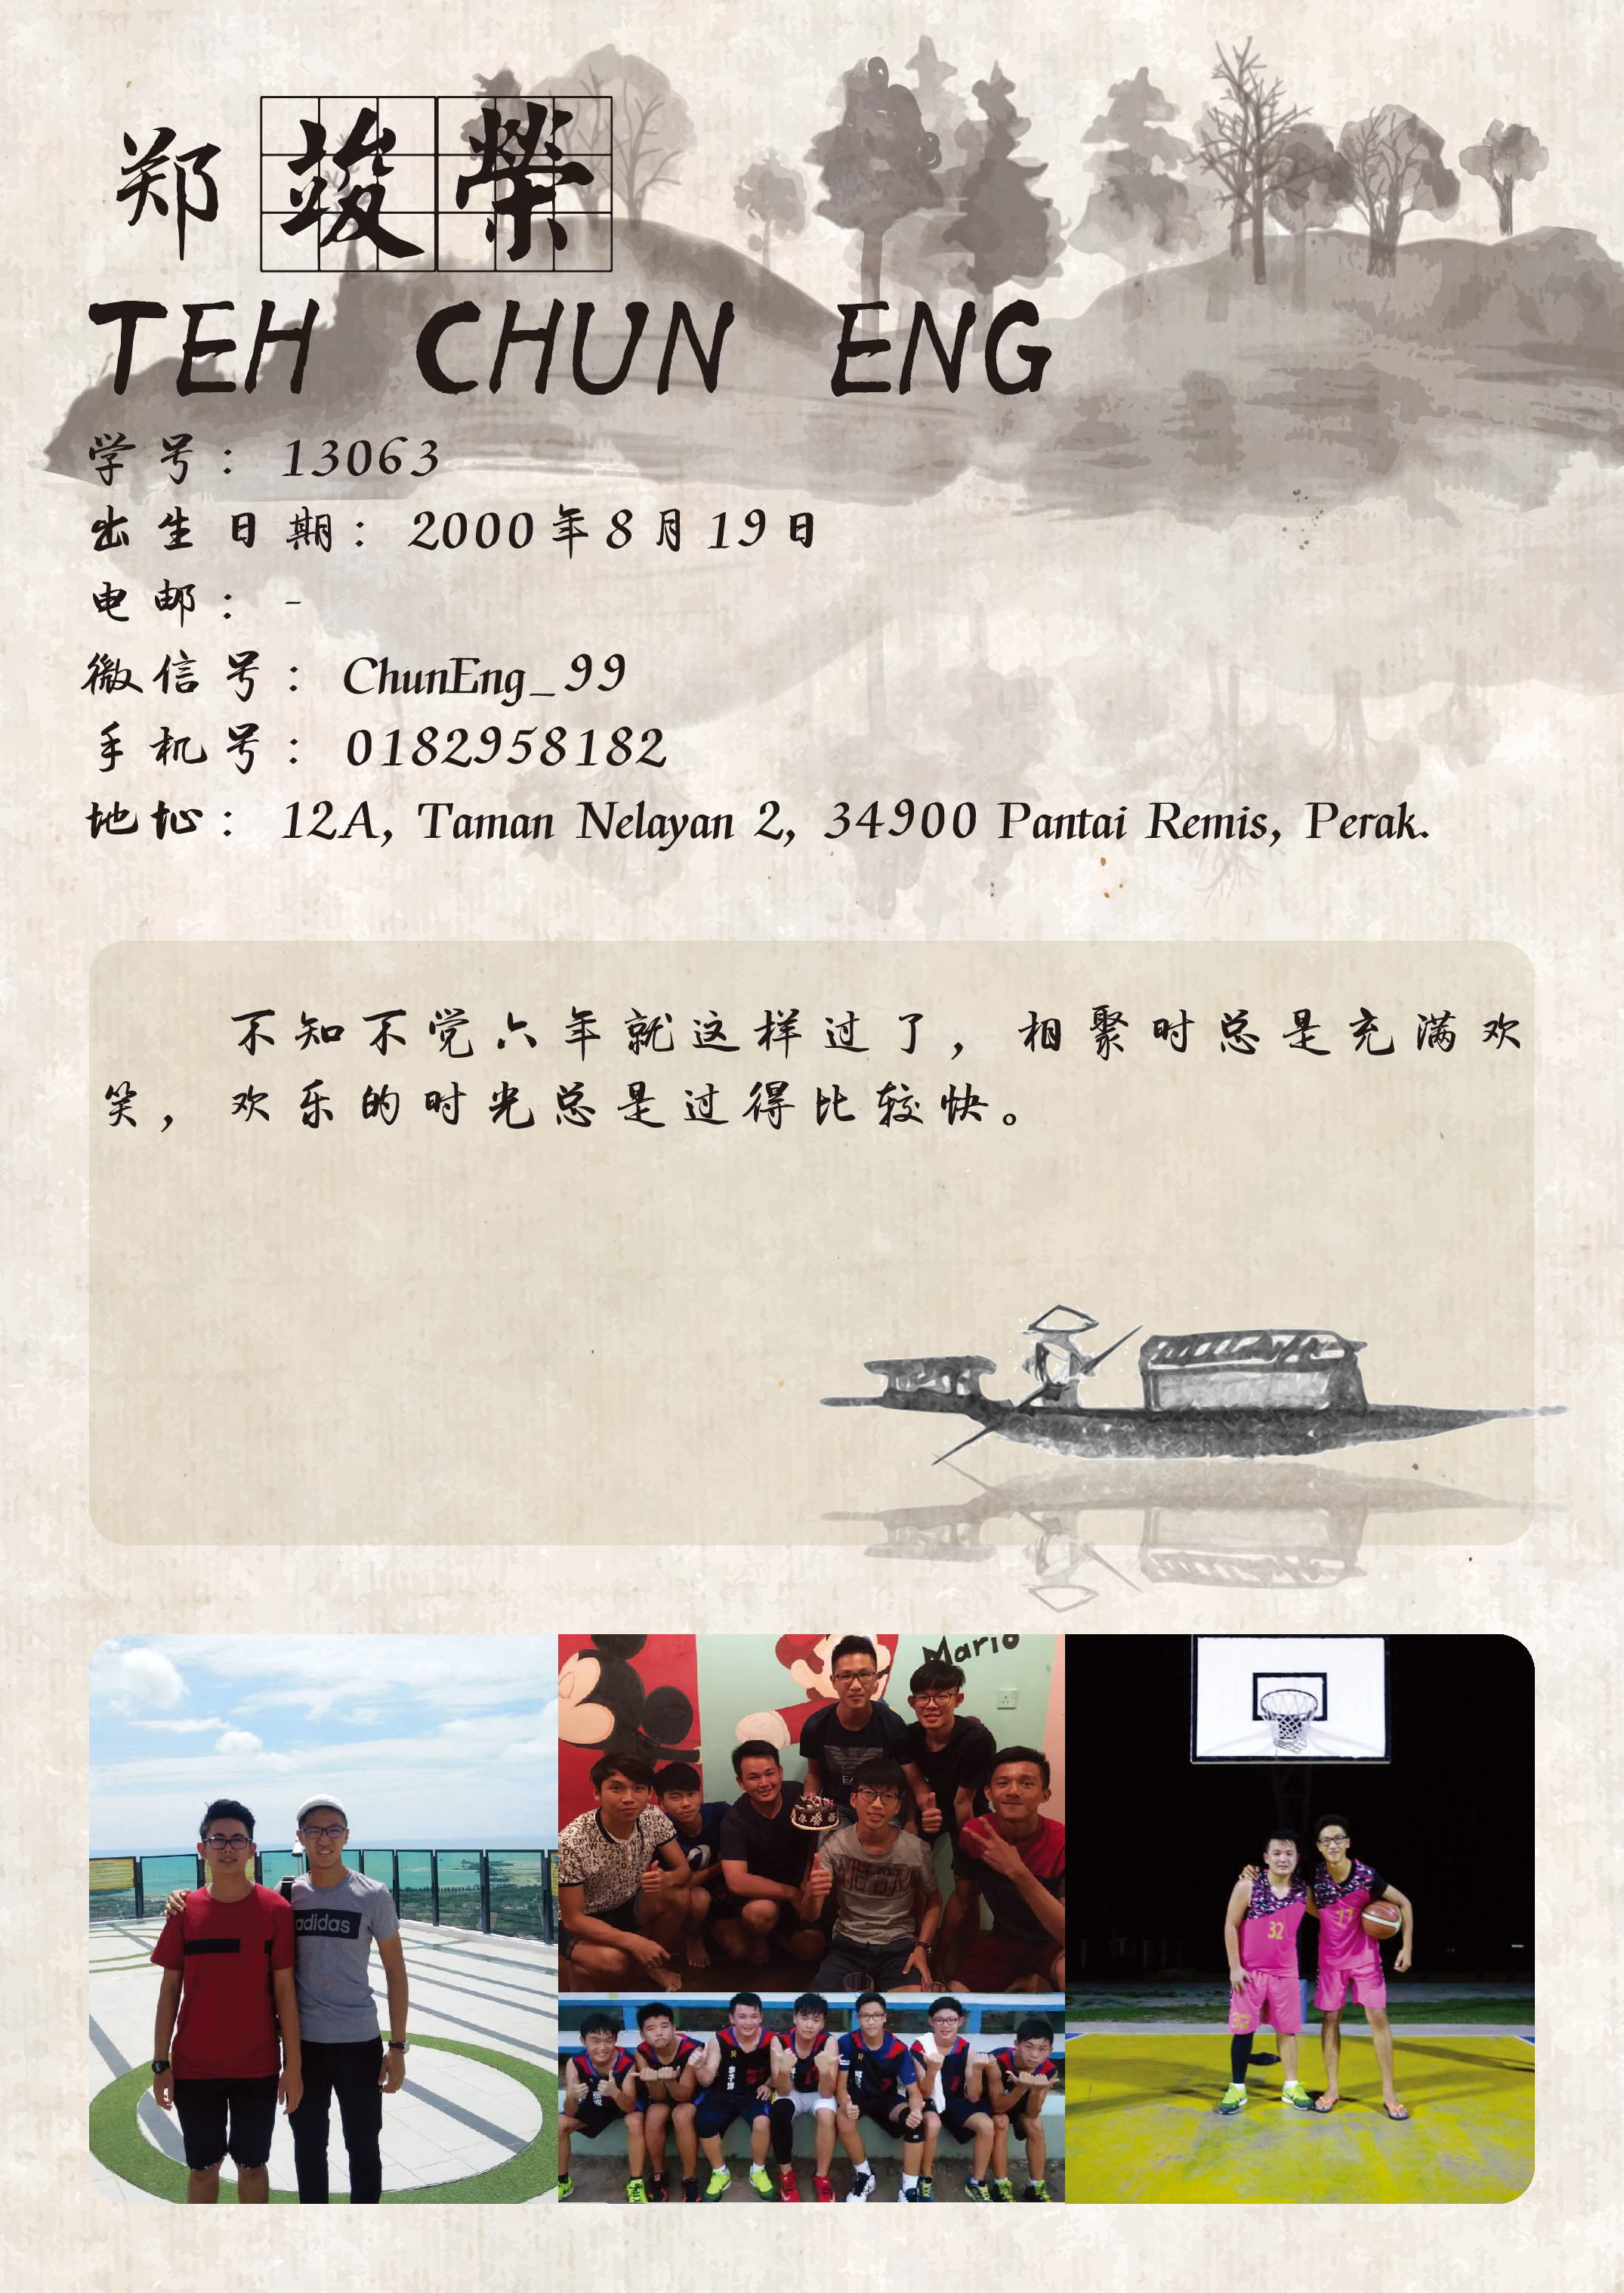 郑竣榮
TEH CHUN ENG
学号： 13063
出生日期： 2000年8月19日
电邮： -
微信号： ChunEng_99
手机号： 0182958182
地址： 12A, Taman Nelayan 2, 34900 Pantai Remis, Perak.
不知不觉六年就这样过了，相聚时总是充满欢
笑，欢乐的时光总是过得比较快。
Mario
adidas
32
77
32